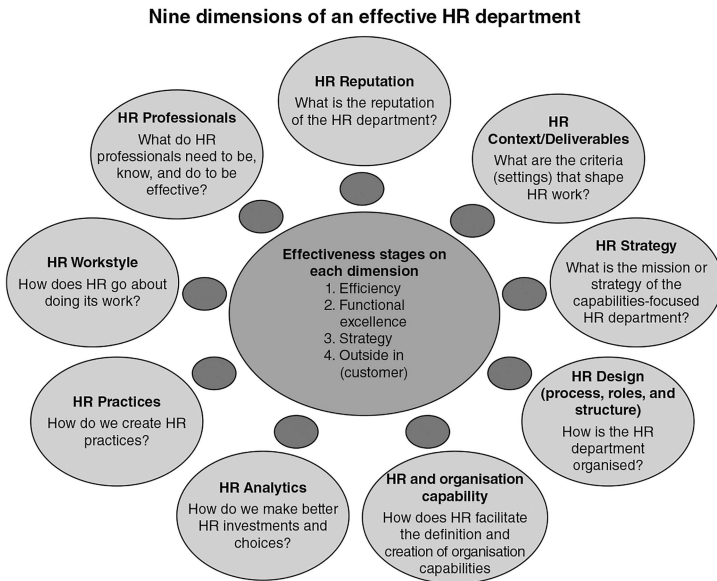 Nine dimensions of an effective HR department
HR Reputation
What is the reputation
of the HR department?
HR
Context/Deliverables
What are the criteria
(settings) that shape
HR work?
HR Strategy
What is the mission or
strategy of the
capabilities-focused
HR department?
HR Design
(process, roles, and
structure)
How is the HR
department
organised?
HR and organisation
capability
How does HR facilitate
the definition and
creation of organisation
capabilities
HR Analytics
How do we make better
HR investments and
choices?
HR Practices
How do we create HR
practices?
HR Workstyle
How does HR go about
doing its work?
HR Professionals
What do HR
professionals need to be,
know, and do to be
effective?
Effectiveness stages on
each dimension
1. Efficiency
2. Functional
excellence
3. Strategy
4. Outside in
(customer)